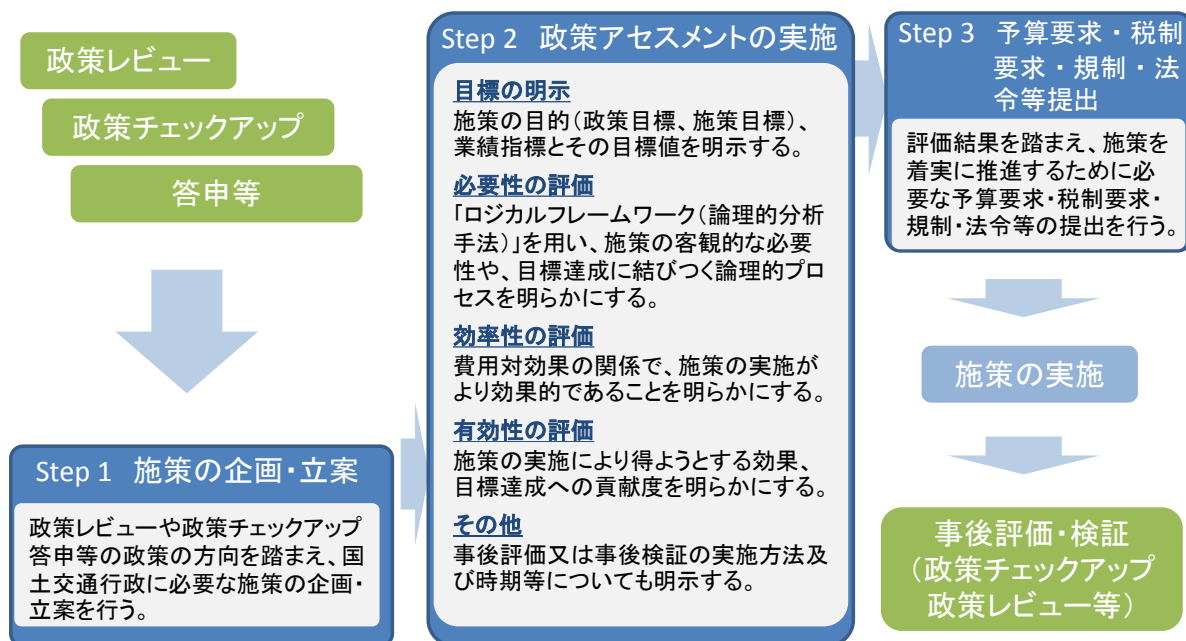 政策レビュー
政策チェックアップ
答申等
Step 1 施策の企画・立案
政策レビューや政策チェックアップ
答申等の政策の方向を踏まえ、国
土交通行政に必要な施策の企画・
立案を行う。
Step 2 政策アセスメントの実施
目標の明示
施策の目的(政策目標、施策目標)、
業績指標とその目標値を明示する。
必要性の評価
「ロジカルフレームワーク(論理的分析
手法)」を用い、施策の客観的な必要
性や、目標達成に結びつく論理的プロ
セスを明らかにする。
効率性の評価
費用対効果の関係で、施策の実施が
より効果的であることを明らかにする。
有効性の評価
施策の実施により得ようとする効果、
目標達成への貢献度を明らかにする。
その他
事後評価又は事後検証の実施方法及
び時期等についても明示する。
Step 3 予算要求・税制
要求・規制・法
令等提出
評価結果を踏まえ、施策を
着実に推進するために必
要な予算要求・税制要求・
規制・法令等の提出を行う。
施策の実施
事後評価・検証
(政策チェックアップ
政策レビュー等)